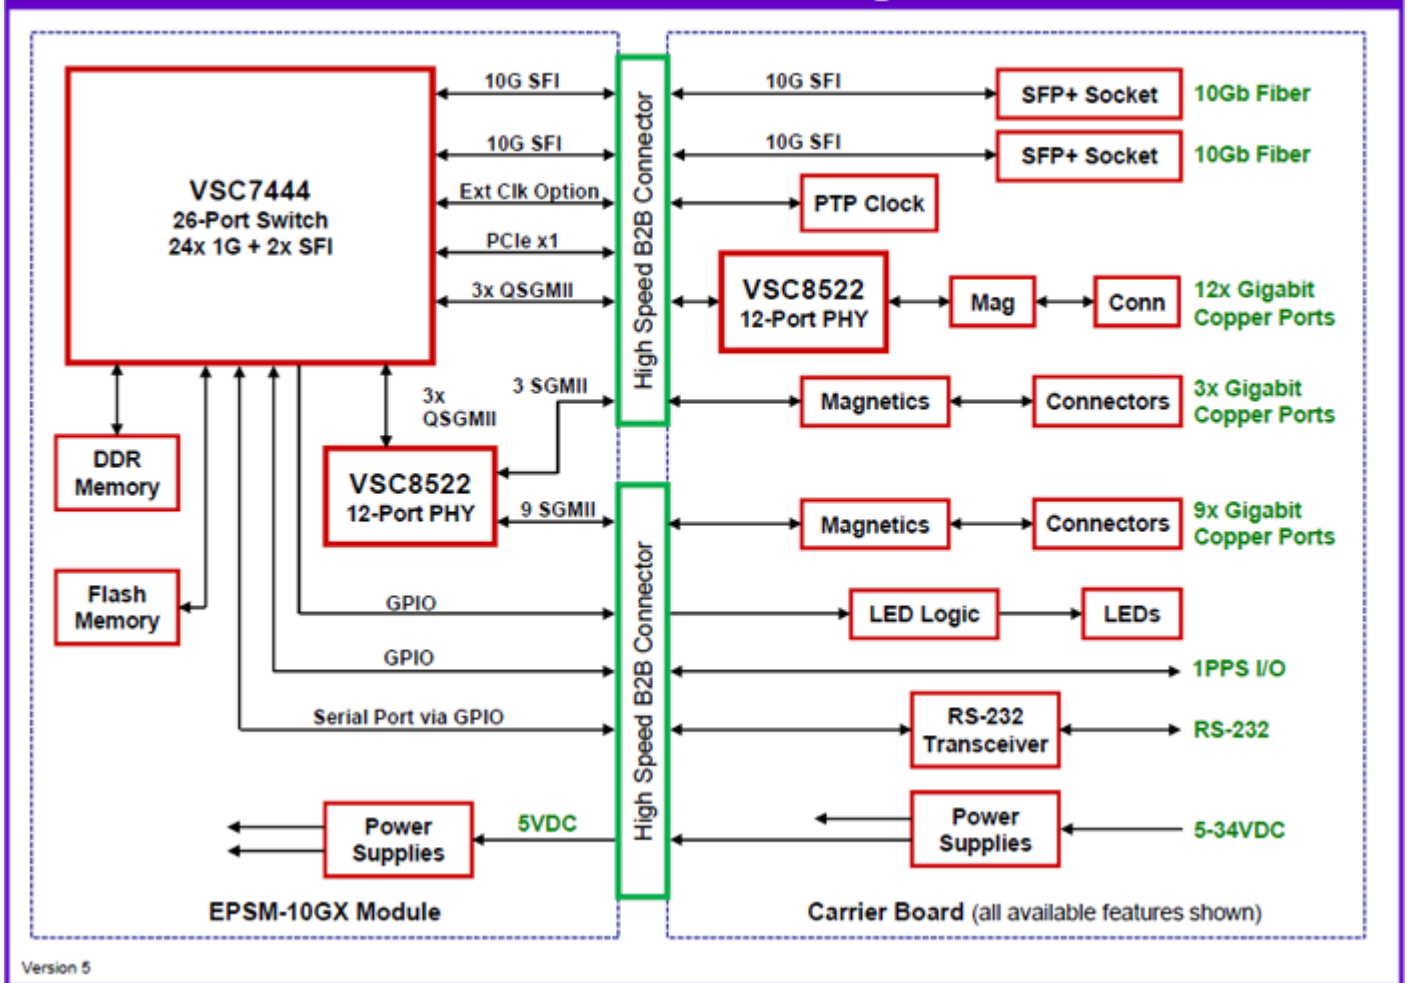 10G SFI
10G SFI
SFP+ Socket
10Gb Fiber
10G SFI
10G SFI
SFP+ Socket
10Gb Fiber
VSC7444
26-Port Switch
24x 1G + 2x SFI
Ext Clk Option
PTP Clock
PCIe x1
3x QSGMII
High Speed B2B Connector
VSC8522
12-Port PHY
Mag
Conn
12x Gigabit
Copper Ports
3x
QSGMII
3 SGMII
Magnetics
Connectors
3x Gigabit
Copper Ports
DDR
Memory
VSC8522
12-Port PHY
9 SGMII
Magnetics
Connectors
9x Gigabit
Copper Ports
Flash
Memory
GPIO
High Speed B2B Connector
LED Logic
LEDs
GPIO
1PPS I/O
Serial Port via GPIO
RS-232
Transceiver
RS-232
Power
Supplies
5VDC
Power
Supplies
5-34VDC
EPSM-10GX Module
Carrier Board (all available features shown)
Version 5